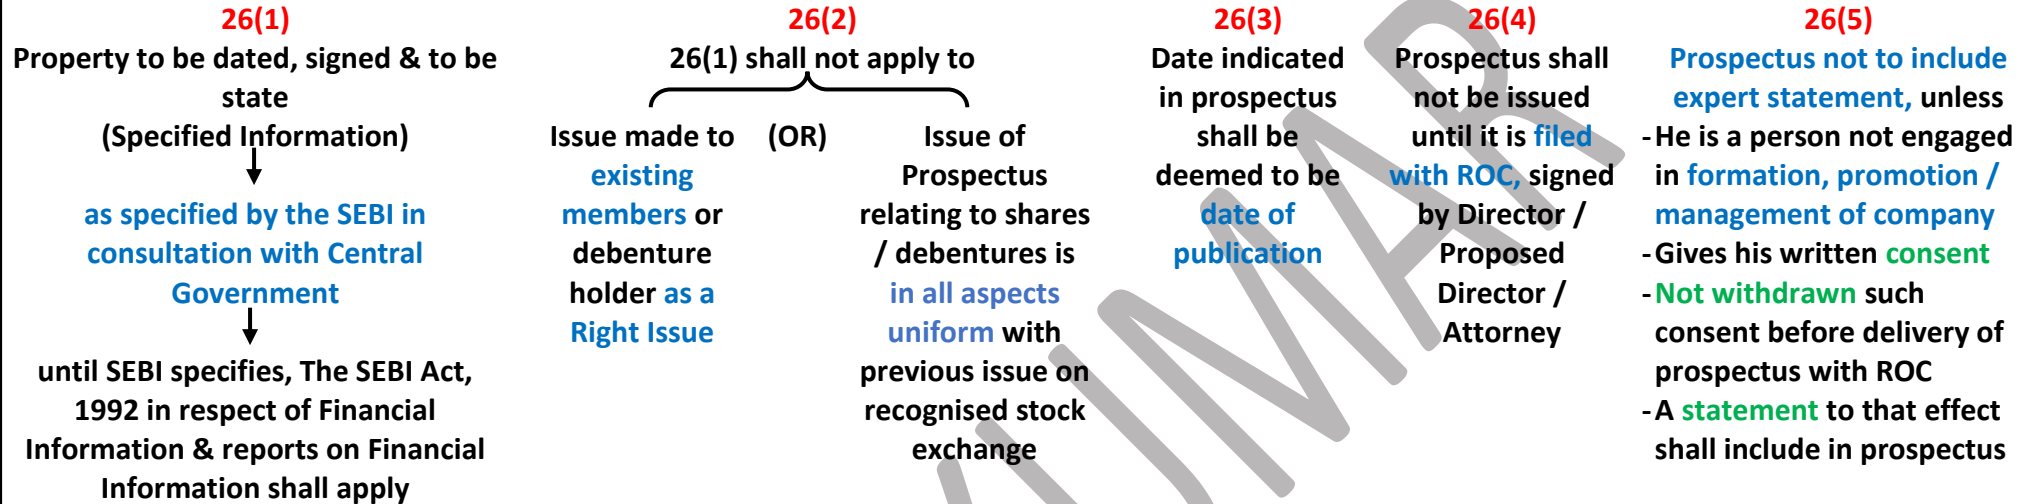 26(1)
Property to be dated, signed & to be
state
(Specified Information)
as specified by the SEBI in
consultation with Central
Government
until SEBI specifies, The SEBI Act,
1992 in respect of Financial
Information & reports on Financial
Information shall apply
26(2)
26(1) shall not apply to
Issue made to
existing
members or
debenture
holder as a
Right Issue
(OR)
Issue of
Prospectus
relating to shares
/ debentures is
in all aspects
uniform with
previous issue on
recognised stock
exchange
26(3)
Date indicated
in prospectus
shall be
deemed to be
date of
publication
26(4)
Prospectus shall
not be issued
until it is filed
with ROC, signed
by Director /
Proposed
Director /
Attorney
26(5)
Prospectus not to include
expert statement, unless
- He is a person not engaged
in formation, promotion /
management of company
- Gives his written consent
- Not withdrawn such
consent before delivery of
prospectus with ROC
- A statement to that effect
shall include in prospectus
UMAR